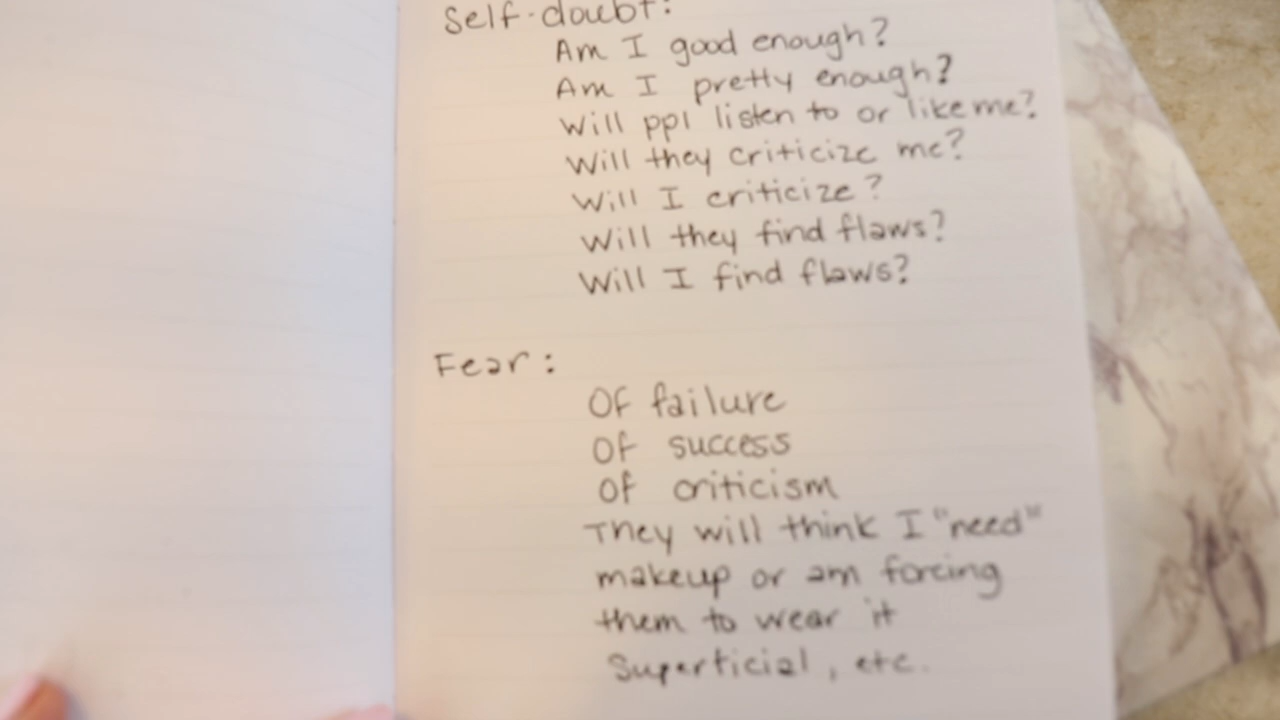 Self-doubt:
Am I good enough?
Am I pretty enough?
Will ppl listen to or like me?
Will they criticize me?
Will I criticize?
Will they find flaws?
Will I find flaws?
Fear:
Of failure
Of success
Of criticism
They will think I "need"
makeup or am forcing
them to wear it
Superficial, etc.